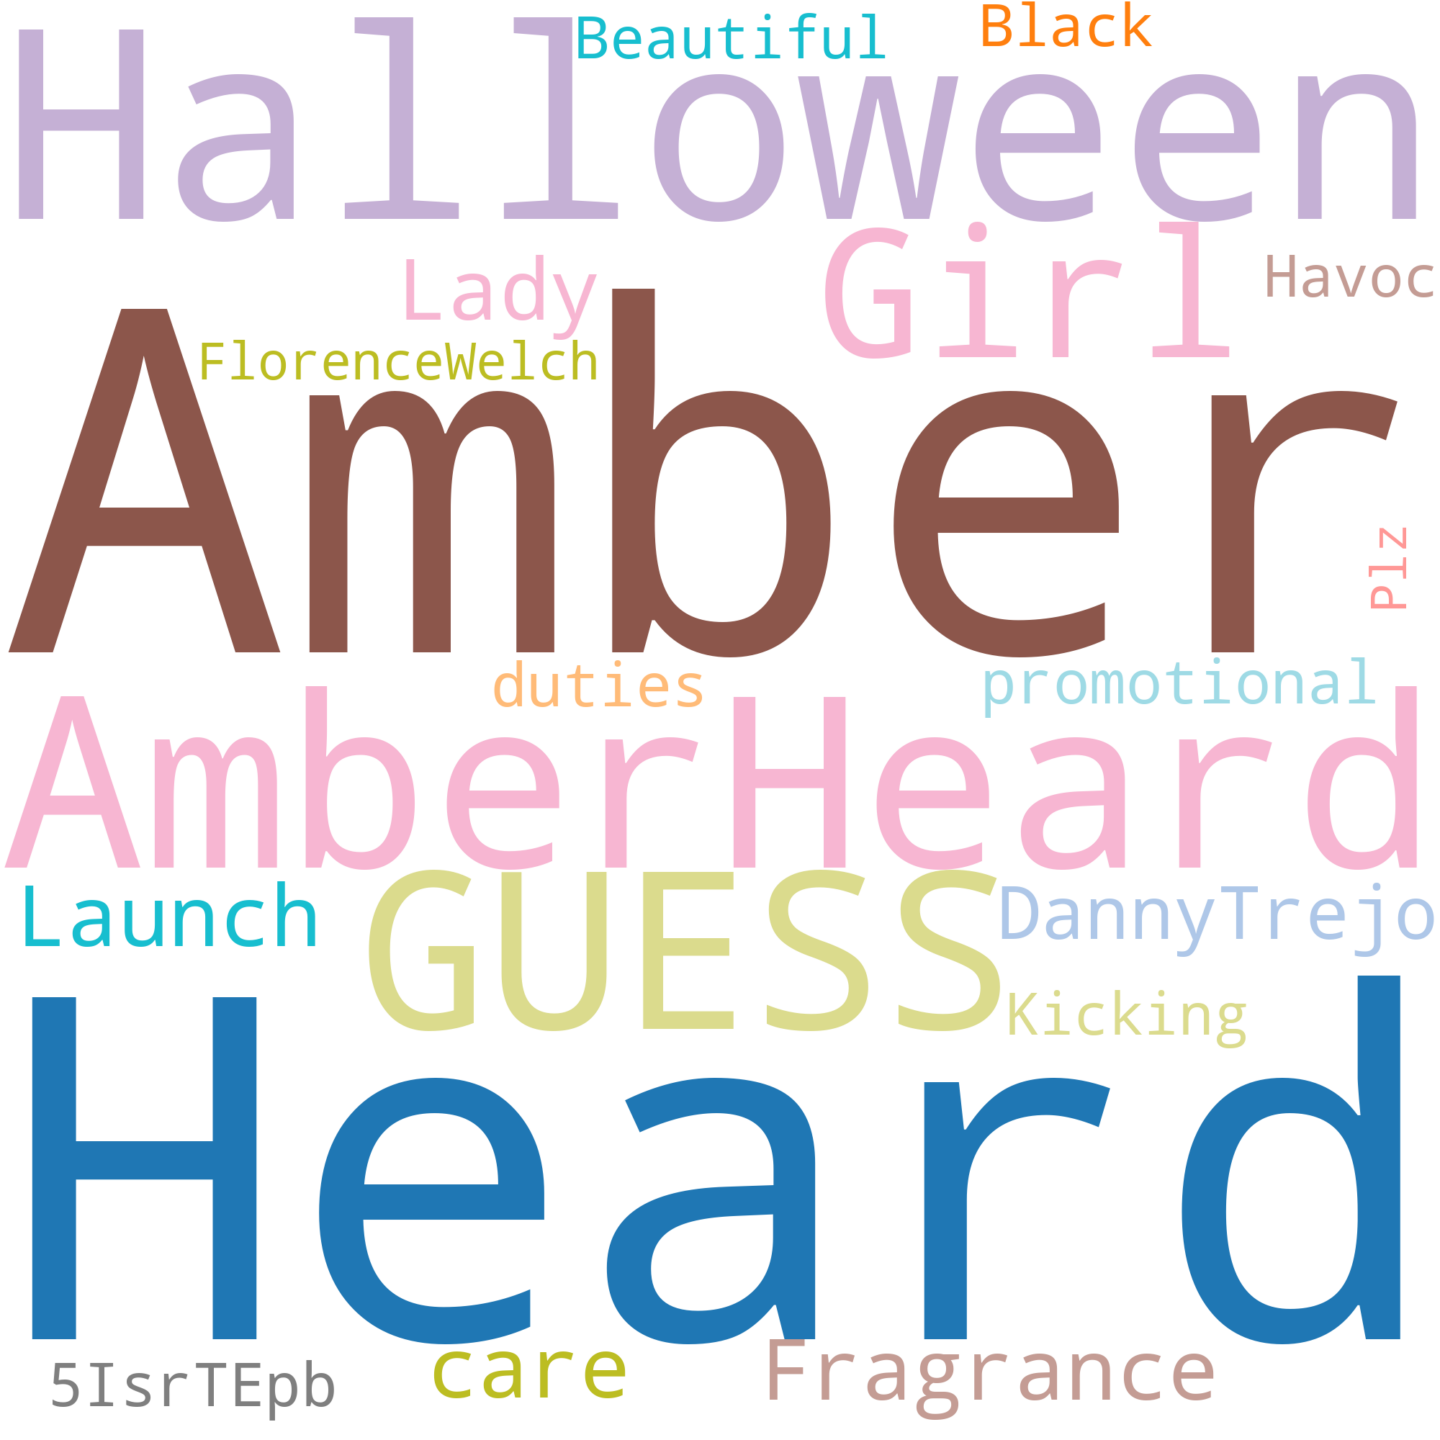 Beautiful
Black
Halloween
Lady
Girl
Havoc
FlorenceWelch
Amber
Plz
duties
promotional
AmberHeard
Launch
GUESS
DannyTrejo
Kicking
Heard
5IsrTEpb
care
Fragrance